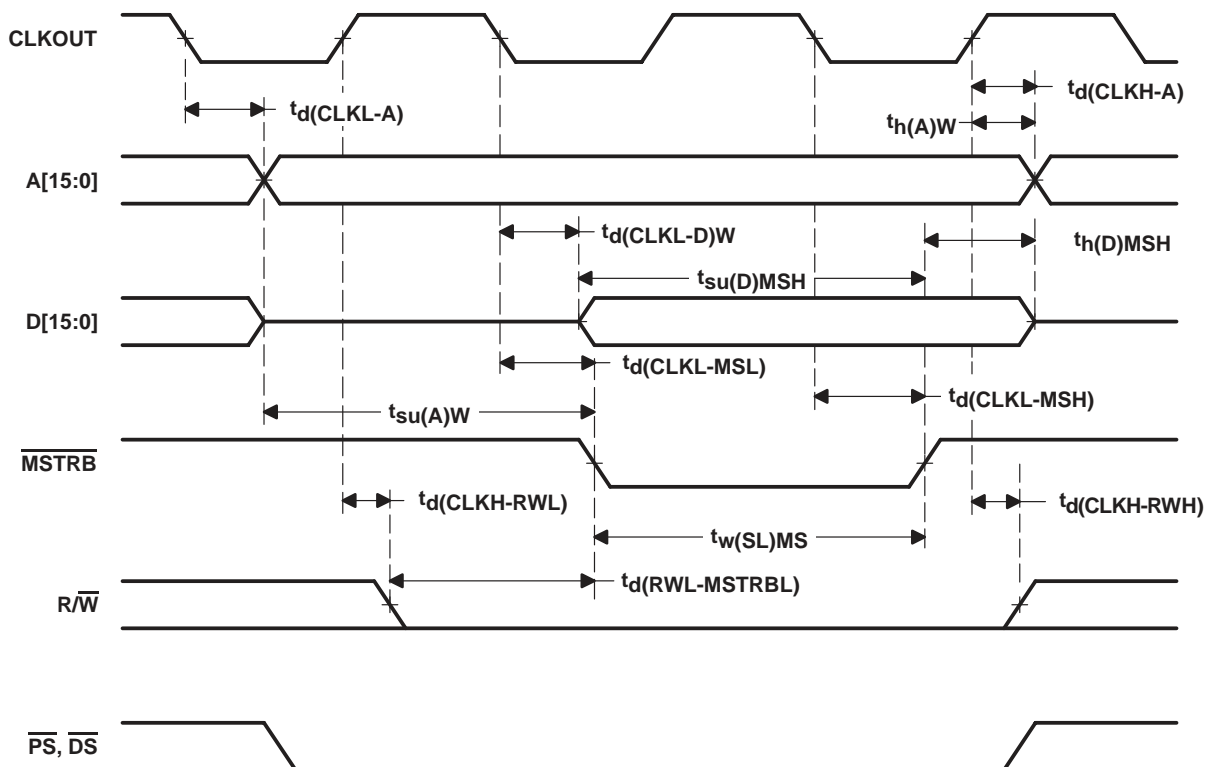 CLKOUT
td(CLKL-A)
td(CLKH-A)
th(A)W
A[15:0]
td(CLKL-D)W
th(D)MSH
tsu(D)MSH
D[15:0]
td(CLKL-MSL)
td(CLKL-MSH)
tsu(A)W
MSTRB
td(CLKH-RWL)
td(CLKH-RWH)
tw(SL)MS
td(RWL-MSTRBL)
R/W
PS, DS